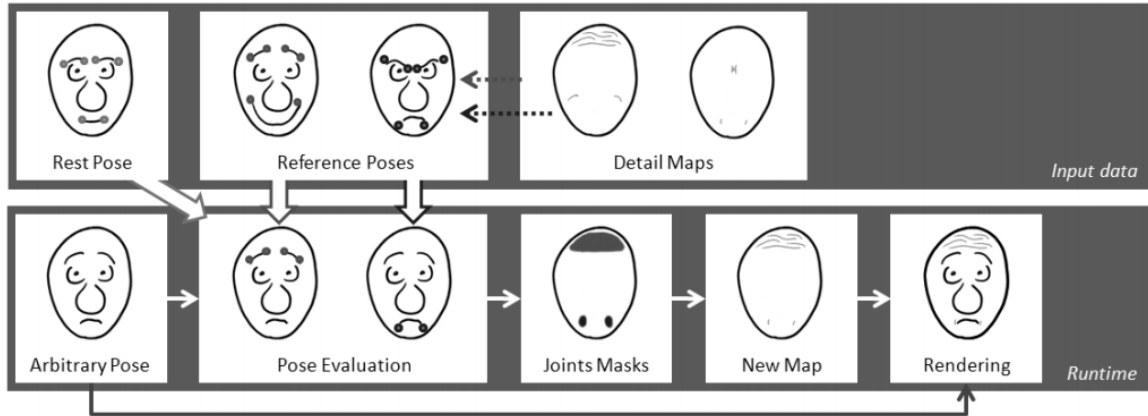 Rest Pose
Reference Poses
Detail Maps
Input data
Arbitrary Pose
Pose Evaluation
Joints Masks
New Map
Rendering
Runtime